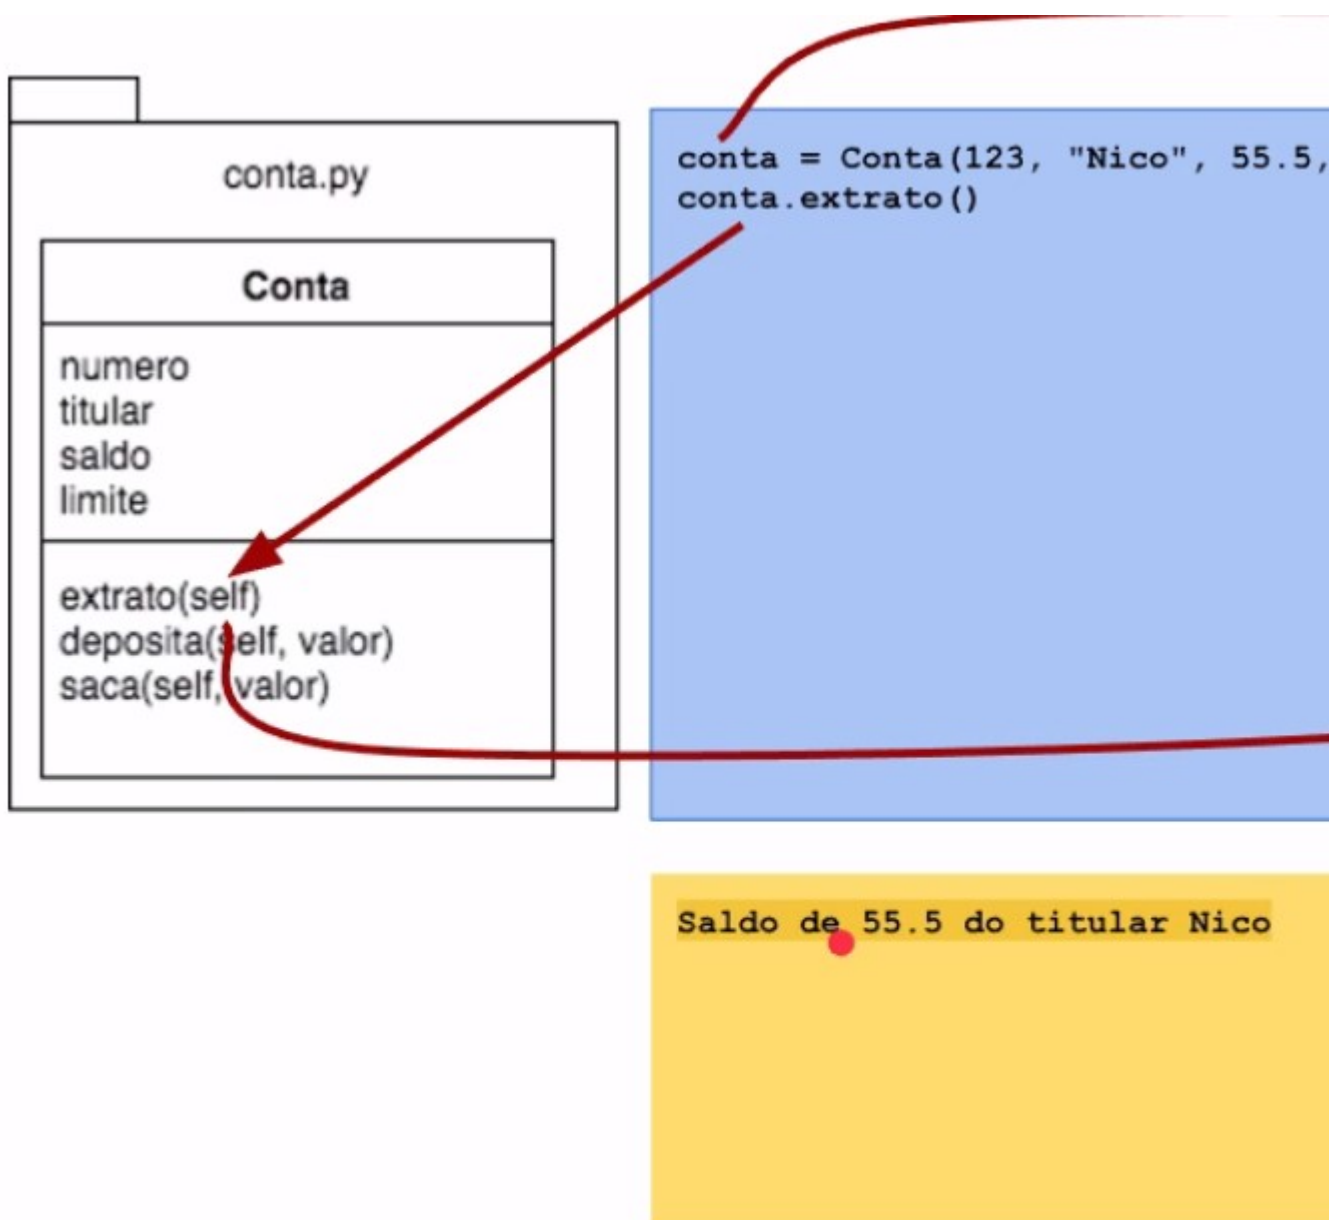 conta.py
Conta
numero
titular
saldo
limite
extrato(self)
deposita(self, valor)
saca(self, valor)
conta = Conta(123, "Nico", 55.5,
conta.extrato()
Saldo de 55.5 do titular Nico